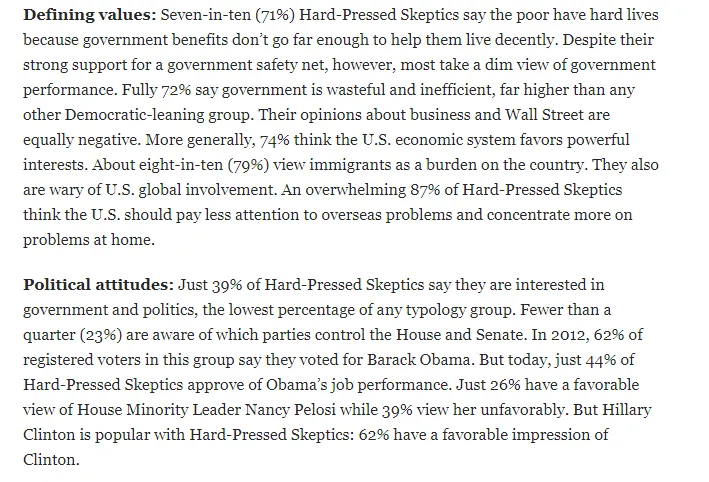 Defining values: Seven-in-ten (71%) Hard-Pressed Skeptics say the poor have hard lives
because government benefits don’t go far enough to help them live decently. Despite their
strong support for a government safety net, however, most take a dim view of government
performance. Fully 72% say government is wasteful and inefficient, far higher than any
other Democratic-leaning group. Their opinions about business and Wall Street are
equally negative. More generally, 74% think the U.S. economic system favors powerful
interests. About eight-in-ten (79%) view immigrants as a burden on the country. They also
are wary of U.S. global involvement. An overwhelming 87% of Hard-Pressed Skeptics
think the U.S. should pay less attention to overseas problems and concentrate more on
problems at home.
Political attitudes: Just 39% of Hard-Pressed Skeptics say they are interested in
government and politics, the lowest percentage of any typology group. Fewer than a
quarter (23%) are aware of which parties control the House and Senate. In 2012, 62% of
registered voters in this group say they voted for Barack Obama. But today, just 44% of
Hard-Pressed Skeptics approve of Obama’s job performance. Just 26% have a favorable
view of House Minority Leader Nancy Pelosi while 39% view her unfavorably. But Hillary
Clinton is popular with Hard-Pressed Skeptics: 62% have a favorable impression of
Clinton.